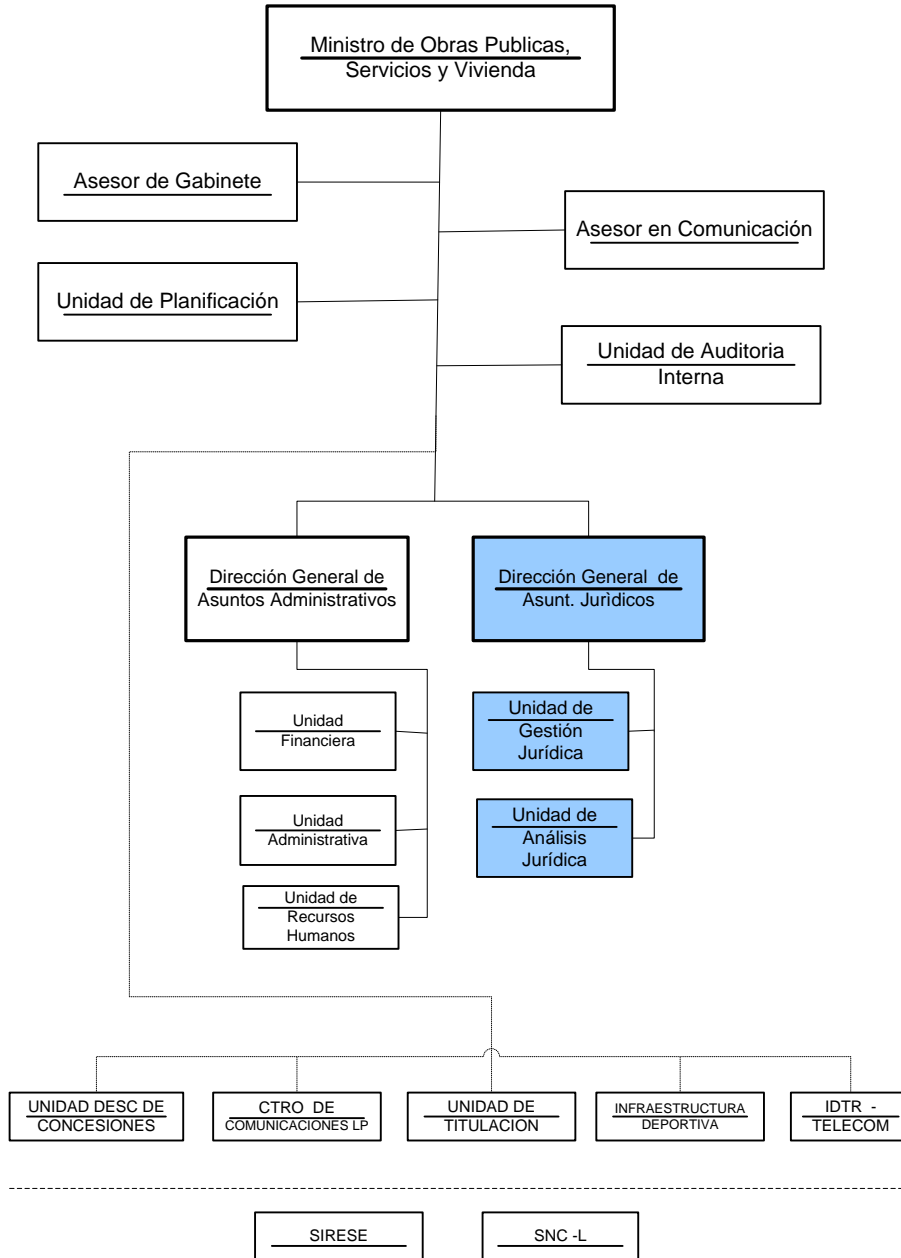 Ministro de Obras Publicas,
Servicios y Vivienda
Asesor de Gabinete
Asesor en Comunicación
Unidad de Planificación
Unidad de Auditoria
Interna
Dirección General de
Asuntos Administrativos
Dirección General de
Asunt. Jurìdicos
Unidad
Financiera
Unidad de
Gestión
Jurídica
Unidad
Administrativa
Unidad de
Análisis
Jurídica
Unidad de
Recursos
Humanos
UNIDAD DESC DE
CONCESIONES
CTRO DE
COMUNICACIONES LP
UNIDAD DE
TITULACION
INFRAESTRUCTURA
DEPORTIVA
IDTR -
TELECOM
SIRESE
SNC -L